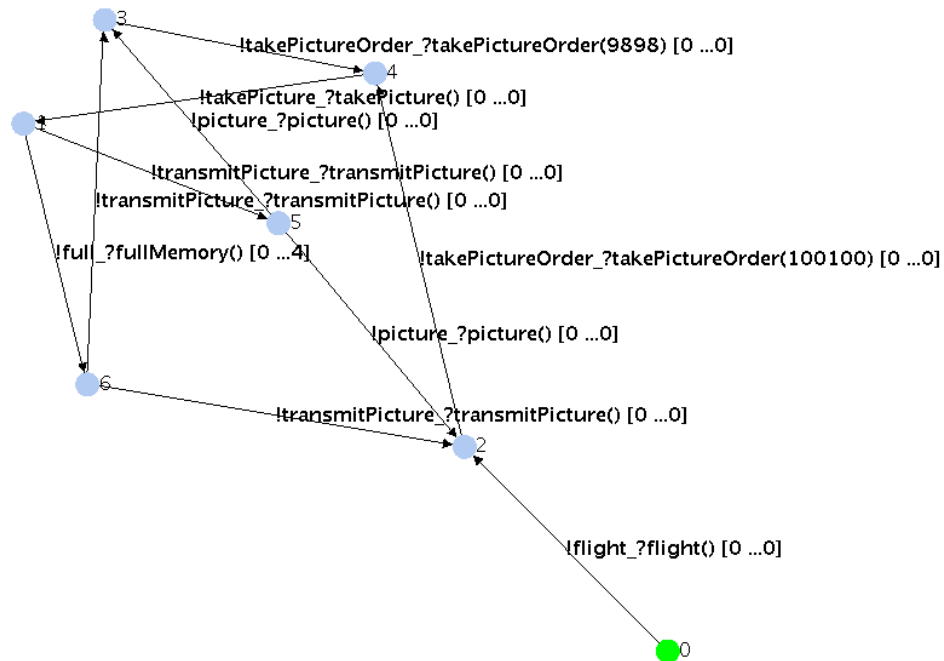 3
!takePictureOrder_?takePictureOrder(9898) [0 ...0]
4
!takePicture_?takePicture() [0 ...0]
!picture_?picture() [0 ...0]
1
!transmitPicture_?transmitPicture() [0 ...0]
!transmitPicture_?transmitPicture() [0 ...0]
5
!full_?fullMemory() [0 ...4]
!takePictureOrder_?takePictureOrder(100100) [0 ...0]
!picture_?picture() [0 ...0]
6
!transmitPicture_?transmitPicture() [0 ...0]
2
!flight_?flight() [0 ...0]
0